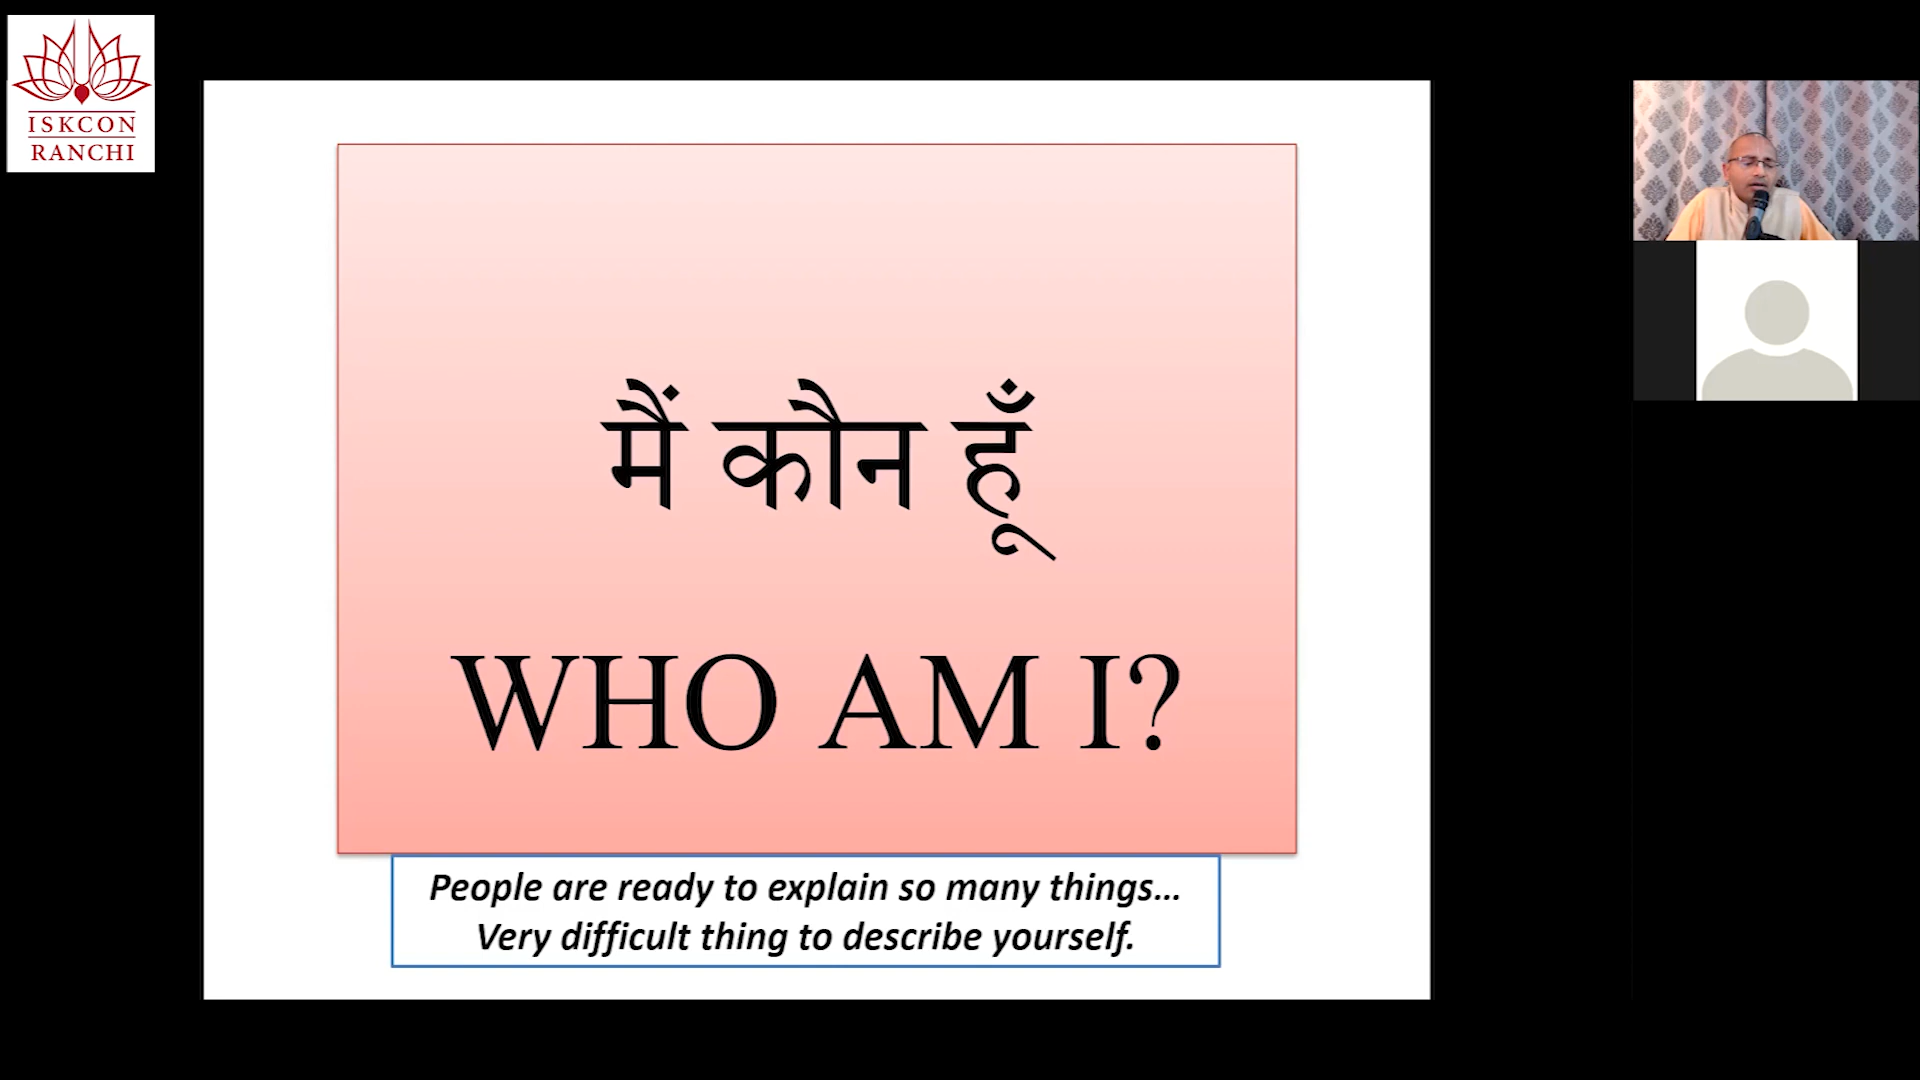 ISKCON
RANCHI
मैं कौन हूँ
WHO AM I?
People are ready to explain so many things...
Very difficult thing to describe yourself.